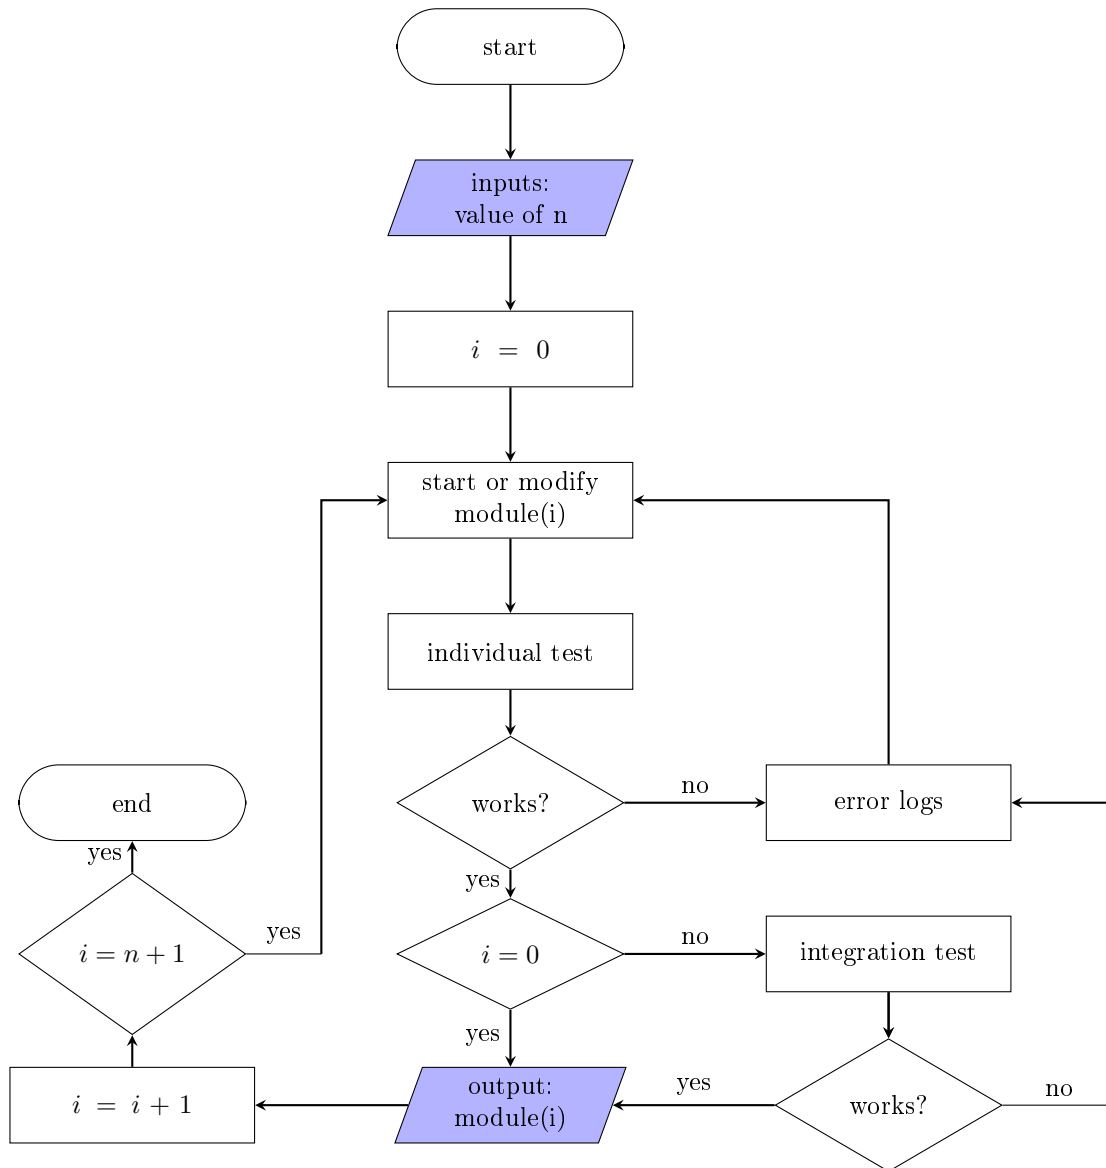 start
inputs:
value of n
i = 0
start or modify
module(i)
individual test
works?
no
error logs
end
yes
yes
i = n + 1
yes
i = 0
no
integration test
yes
i = i + 1
output:
module(i)
yes
works?
no